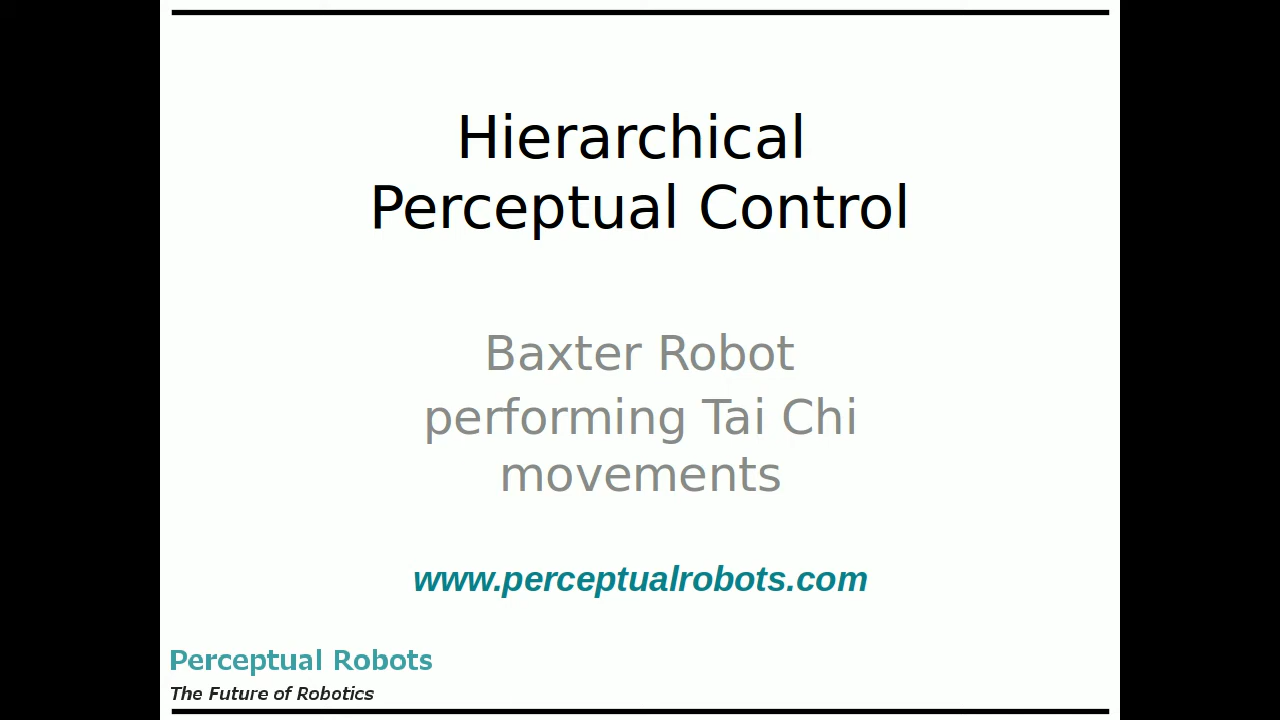 Hierarchical
Perceptual Control
Baxter Robot
performing Tai Chi
movements
www.perceptualrobots.com
Perceptual Robots
The Future of Robotics